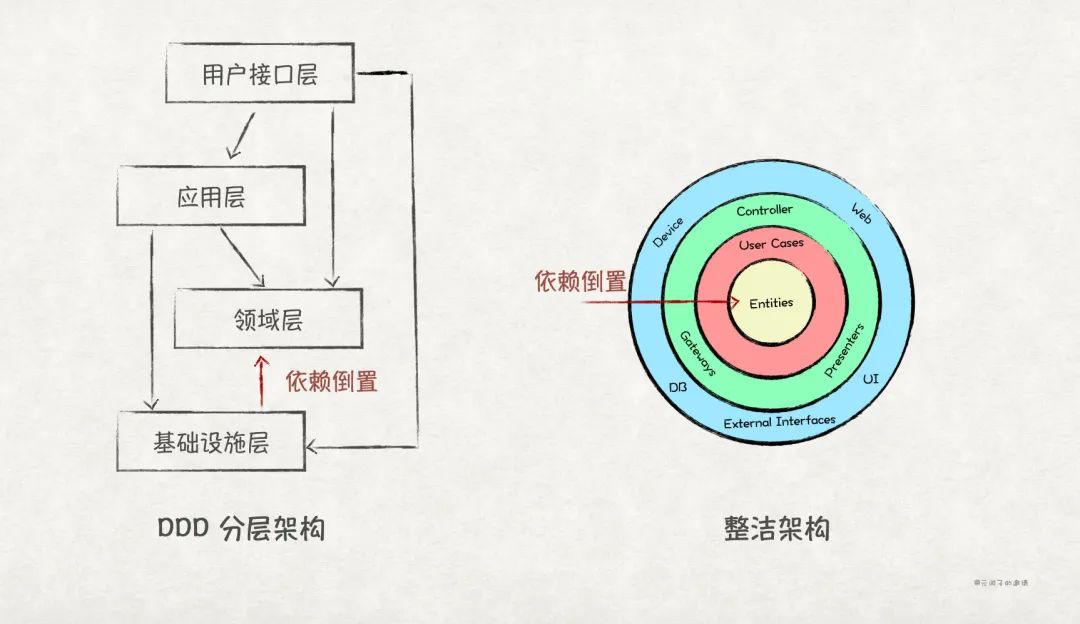 用户接口层
应用层
领域层
依赖倒置
基础设施层
DDD 分层架构
Device
Controller
Web
User Cases
依赖倒置
Entities
Gateways
Presenters
DB
UI
External Interfaces
整洁架构